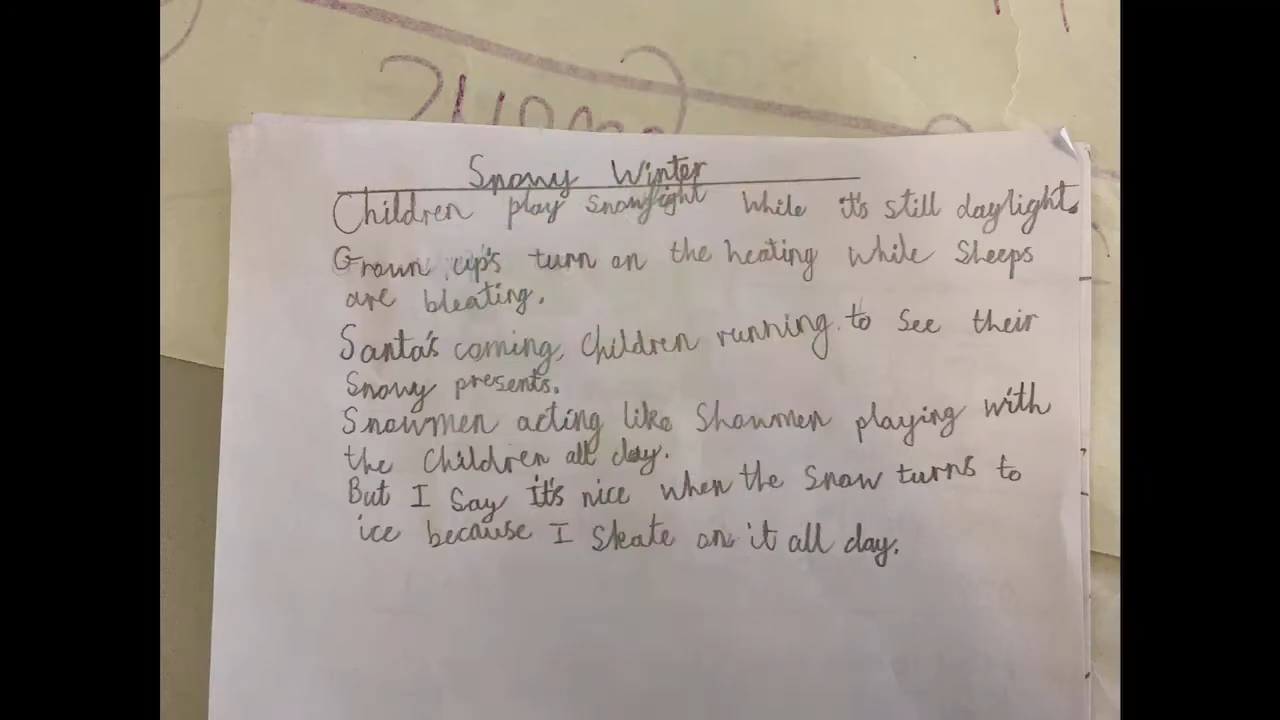 Snowy Winter
Children play snowfight while it's still daylight.
Grown up's turn on the heating while Sheeps
are bleating.
Santa's coming, Children running to see their
Snowy presents.
Snowmen acting like Showmen playing with
the Children all day.
But I Say it's nice when the Snow turns to
ice because I Skate on it all day.